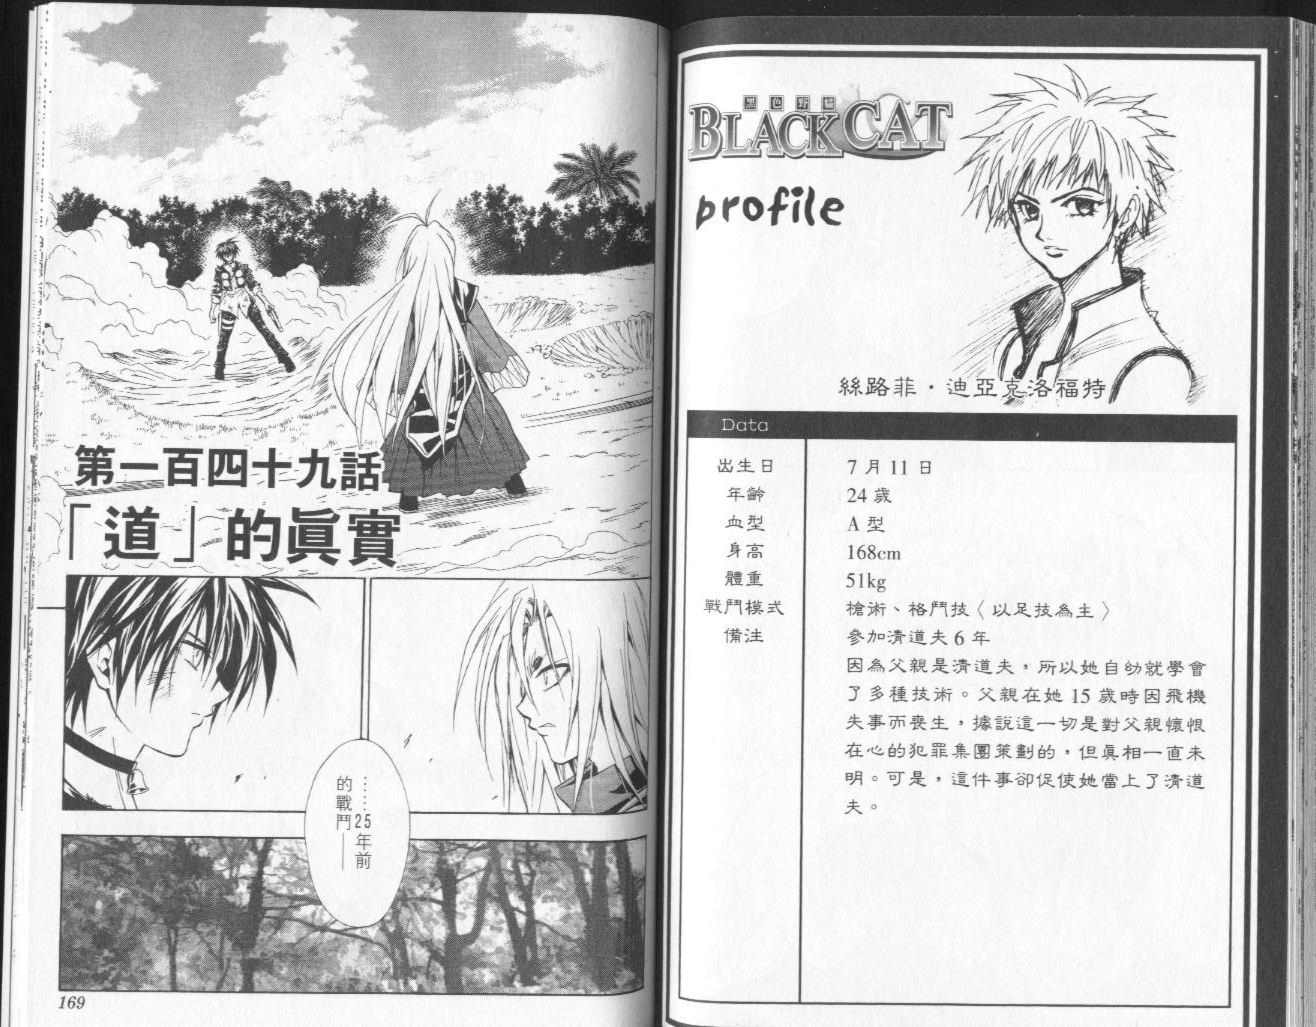 第一百四十九話
「道」的眞實
……25年前
的戰鬥——
169
黑色野貓
BLACK CAT
profile
絲路菲・迪亞克洛福特
Data
出生日 7月11日
年齡 24歲
血型 A型
身高 168cm
體重 51kg
戰鬥模式 槍術、格鬥技〈以足技為主〉
備注 參加清道夫6年
因為父親是清道夫，所以她自幼就學會
了多種技術。父親在她15歲時因飛機
失事而喪生，據說這一切是對父親懷恨
在心的犯罪集團策劃的，但眞相一直未
明。可是，這件事卻促使她當上了清道
夫。